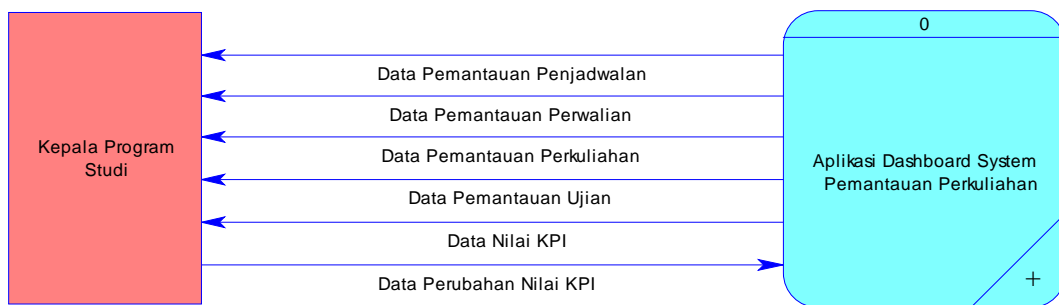 0
Data Pemantauan Penjadwalan
Data Pemantauan Perwalian
Kepala Program
Studi
Data Pemantauan Perkuliahan
Aplikasi Dashboard System
Pemantauan Perkuliahan
Data Pemantauan Ujian
Data Nilai KPI
Data Perubahan Nilai KPI
+